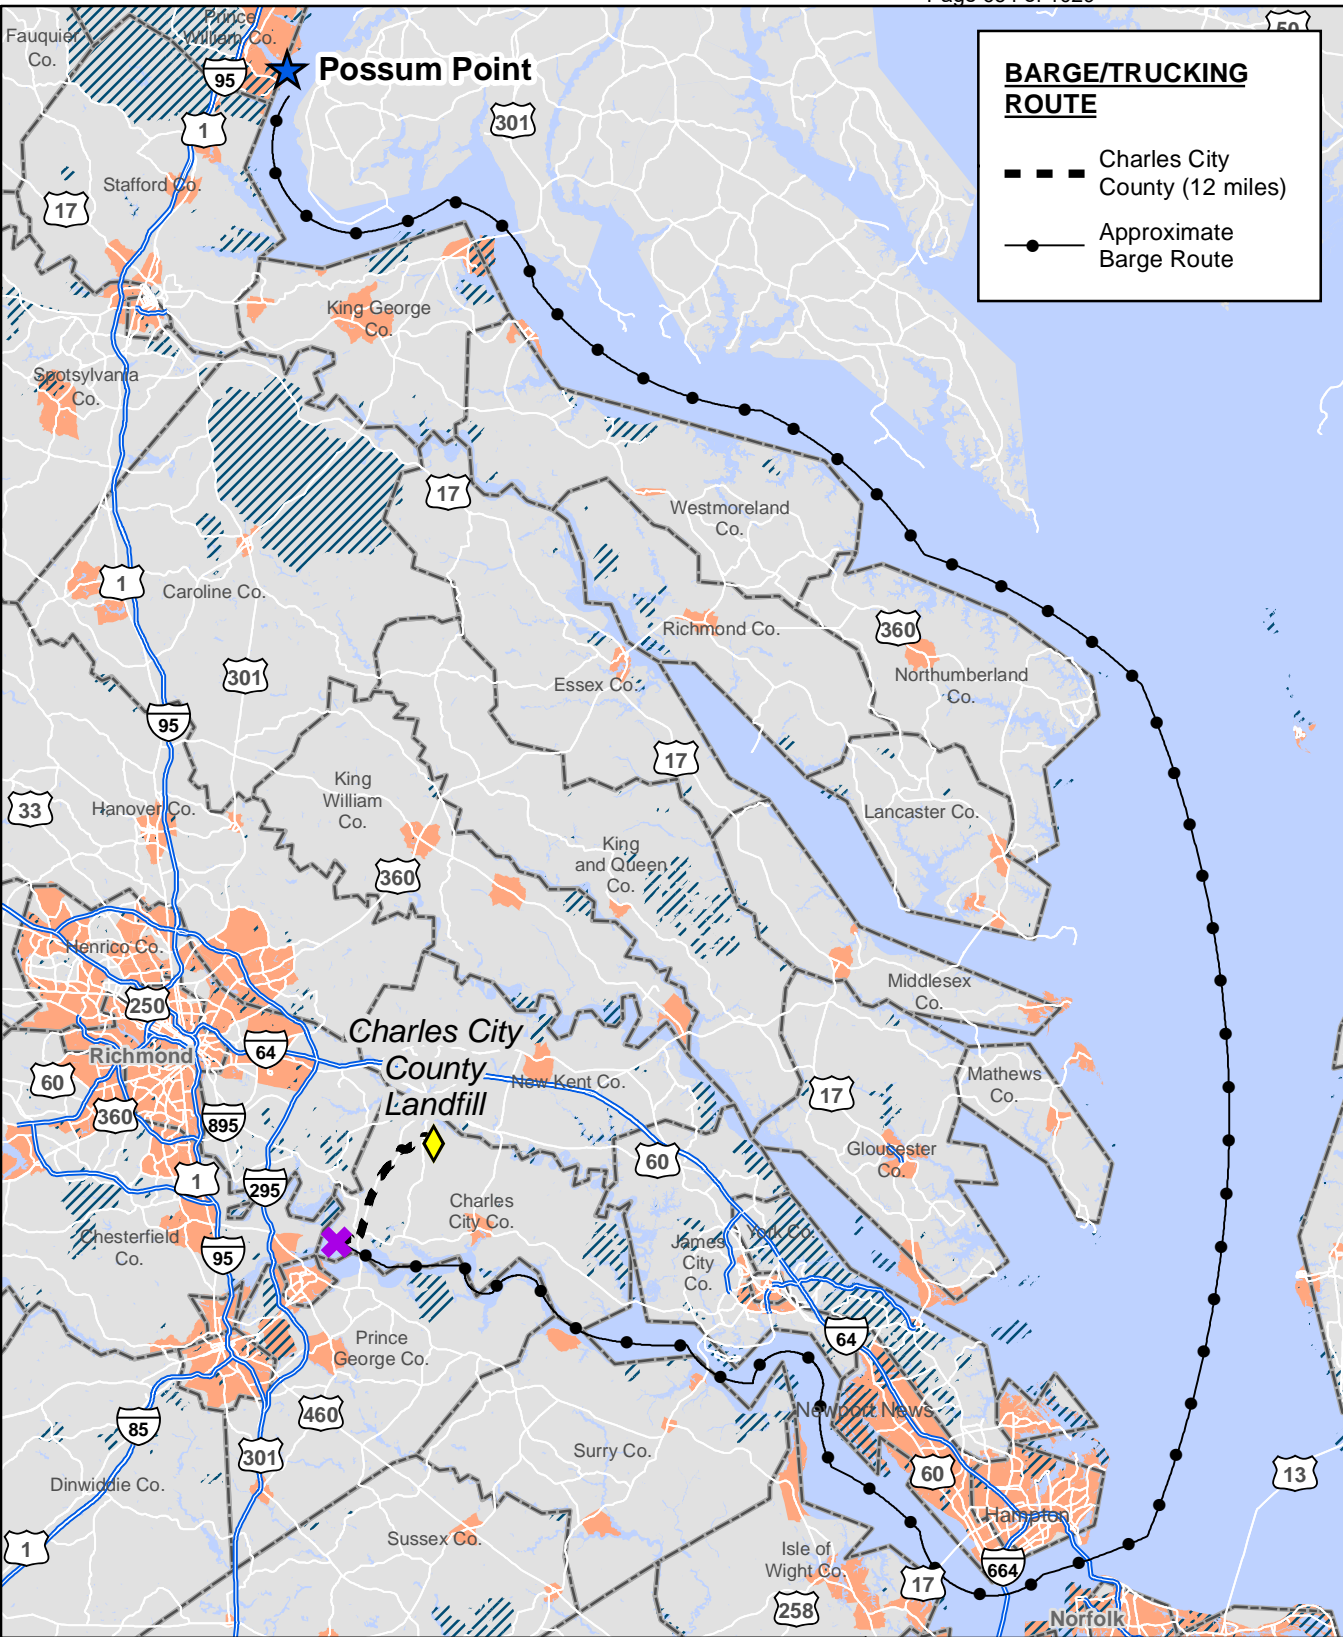 Fauquier
Co.
Prince
William Co.
95
Possum Point
50
BARGE/TRUCKING
ROUTE
Charles City
County (12 miles)
Approximate
Barge Route
1
301
Stafford Co.
17
King George
Co.
Spotsylvania
Co.
17
Westmoreland
Co.
1
Caroline Co.
Richmond Co.
360
301
Essex Co.
Northumberland
Co.
95
17
King
William
Co.
33
Hanover Co.
Lancaster Co.
King
and Queen
Co.
360
Henrico Co.
Middlesex
Co.
250
Charles City
County
Landfill
Richmond
64
New Kent Co.
Mathews
Co.
60
17
360
895
Gloucester
Co.
60
1
295
Charles
City Co.
Chesterfield
Co.
95
James
City
Co.
York Co.
64
Prince
George Co.
460
Newport News
85
301
Surry Co.
60
13
Dinwiddie Co.
Hampton
Sussex Co.
1
Isle of
Wight Co.
664
17
258
Norfolk